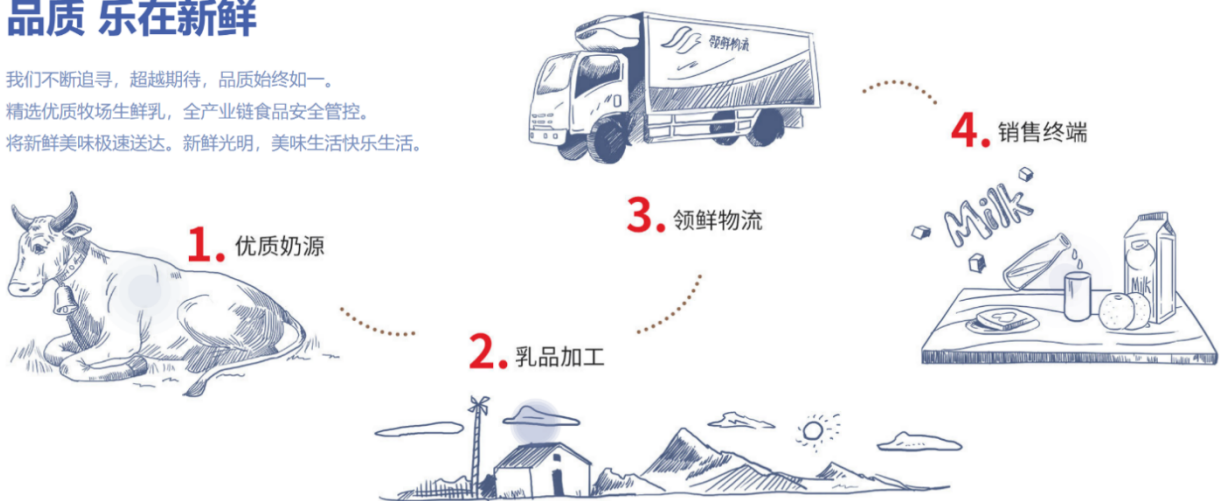 品质 乐在新鲜
我们不断追寻，超越期待，品质始终如一。
精选优质牧场生鲜乳，全产业链食品安全管控。
将新鲜美味极速送达。新鲜光明，美味生活快乐生活。
领鲜物流
4. 销售终端
Milk
3. 领鲜物流
1. 优质奶源
Milk
2. 乳品加工